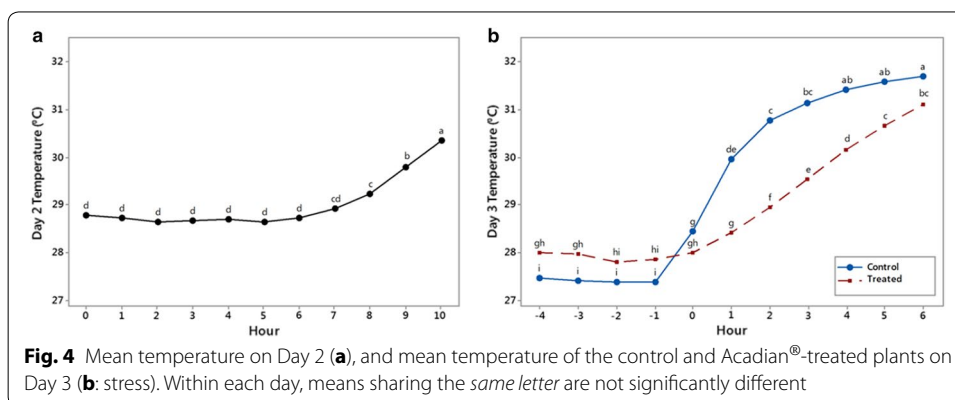 a
b
32
31
30
29
28
27
Day 2 Temperature (ºC)
d d d d d d d cd c b a
0 1 2 3 4 5 6 7 8 9 10
Hour
32
31
30
29
28
27
Day 3 Temperature (ºC)
gh gh hi hi gh g f e d c bc
i i i i g de c bc ab ab a
Control
Treated
-4 -3 -2 -1 0 1 2 3 4 5 6
Hour
Fig. 4 Mean temperature on Day 2 (a), and mean temperature of the control and Acadian®-treated plants on
Day 3 (b: stress). Within each day, means sharing the same letter are not significantly different